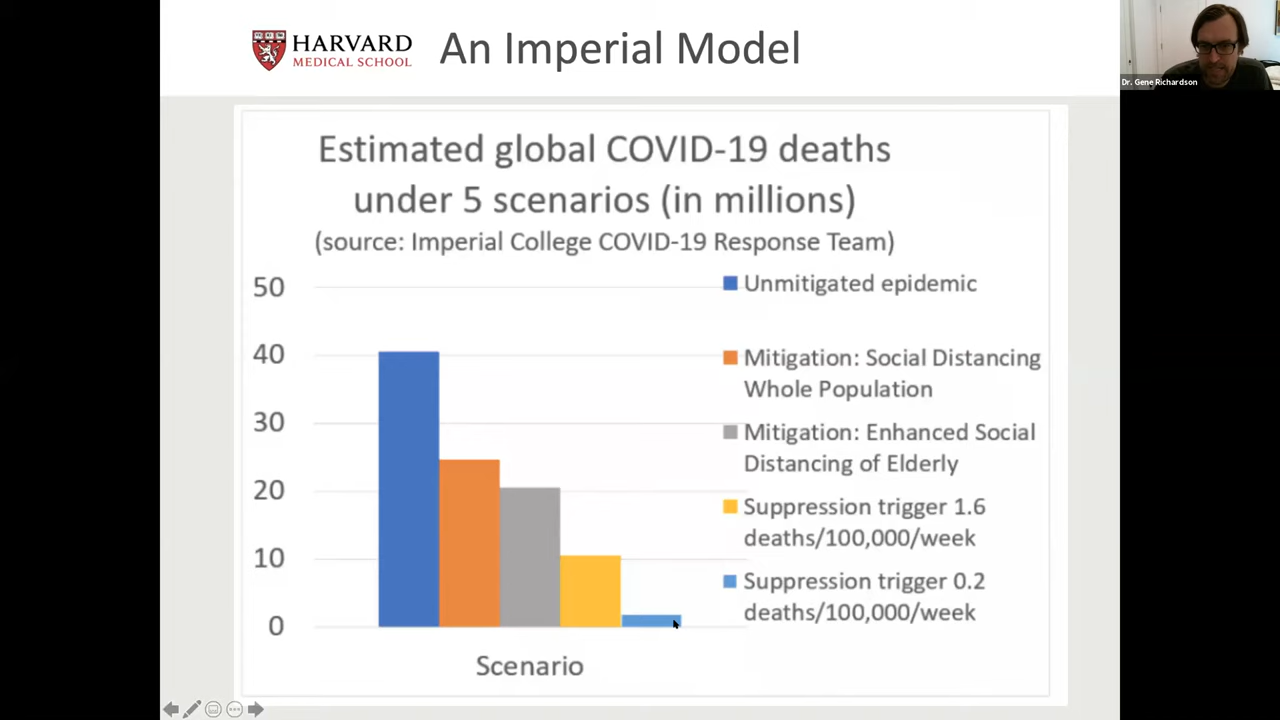 HARVARD
MEDICAL SCHOOL
An Imperial Model
Dr. Gene Richardson
Estimated global COVID-19 deaths
under 5 scenarios (in millions)
(source: Imperial College COVID-19 Response Team)
50
40
30
20
10
0
Scenario
Unmitigated epidemic
Mitigation: Social Distancing
Whole Population
Mitigation: Enhanced Social
Distancing of Elderly
Suppression trigger 1.6
deaths/100,000/week
Suppression trigger 0.2
deaths/100,000/week